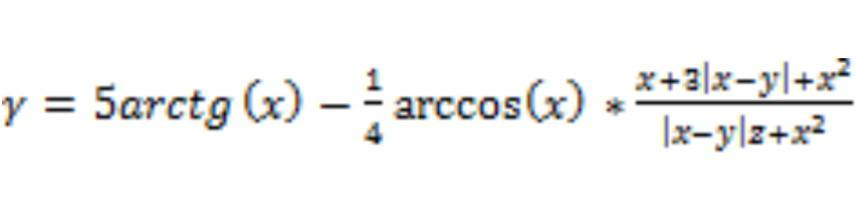 γ = 5arctg (x) − 1/4 arccos(x) * (x+3|x−y|+x²)/(|x−y|z+x²)